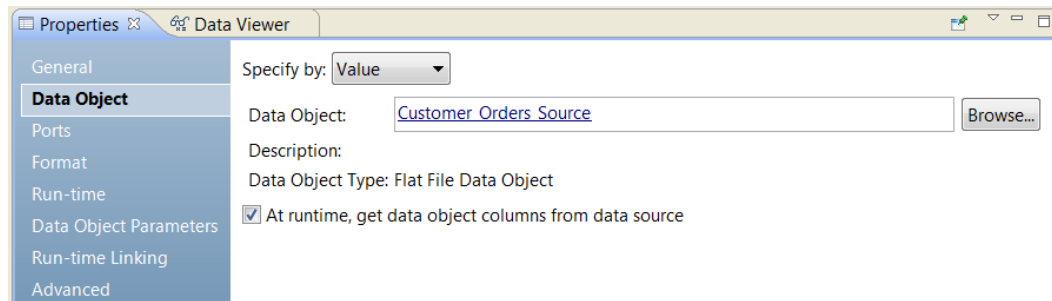 Properties Data Viewer
General
Data Object
Ports
Format
Run-time
Data Object Parameters
Run-time Linking
Advanced
Specify by: Value
Data Object: Customer_Orders_Source Browse...
Description:
Data Object Type: Flat File Data Object
At runtime, get data object columns from data source